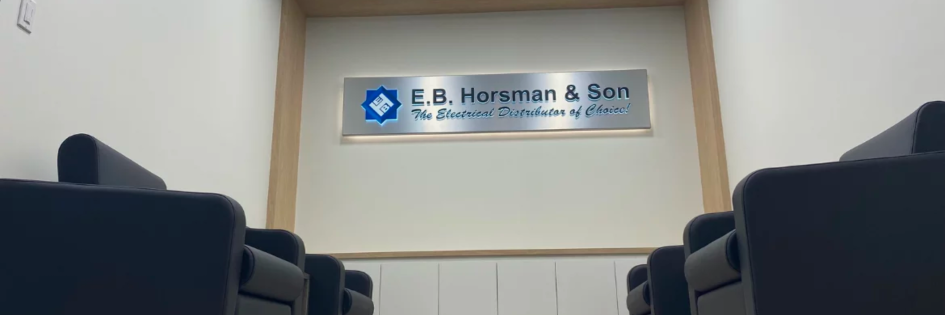 E.B. Horsman & Son
The Electrical Distributor of Choice!